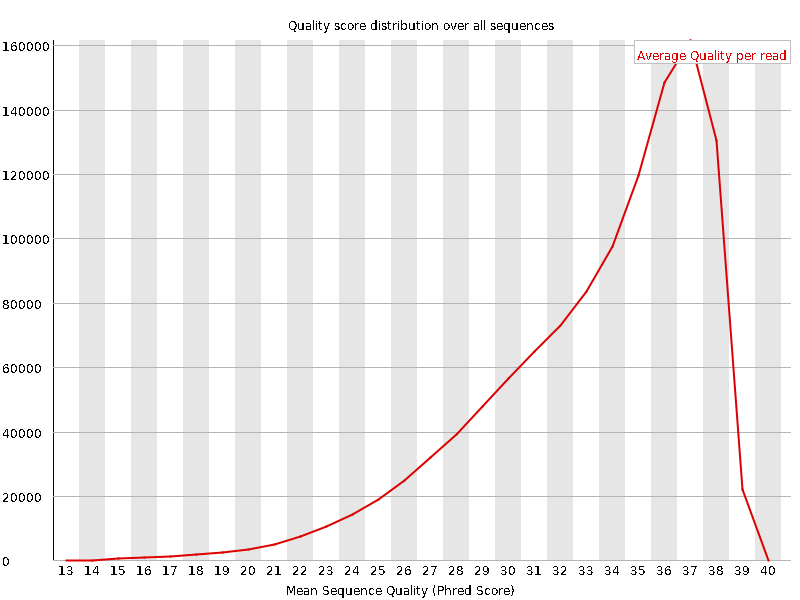 Quality score distribution over all sequences
Average Quality per read
160000
140000
120000
100000
80000
60000
40000
20000
0
13 14 15 16 17 18 19 20 21 22 23 24 25 26 27 28 29 30 31 32 33 34 35 36 37 38 39 40
Mean Sequence Quality (Phred Score)